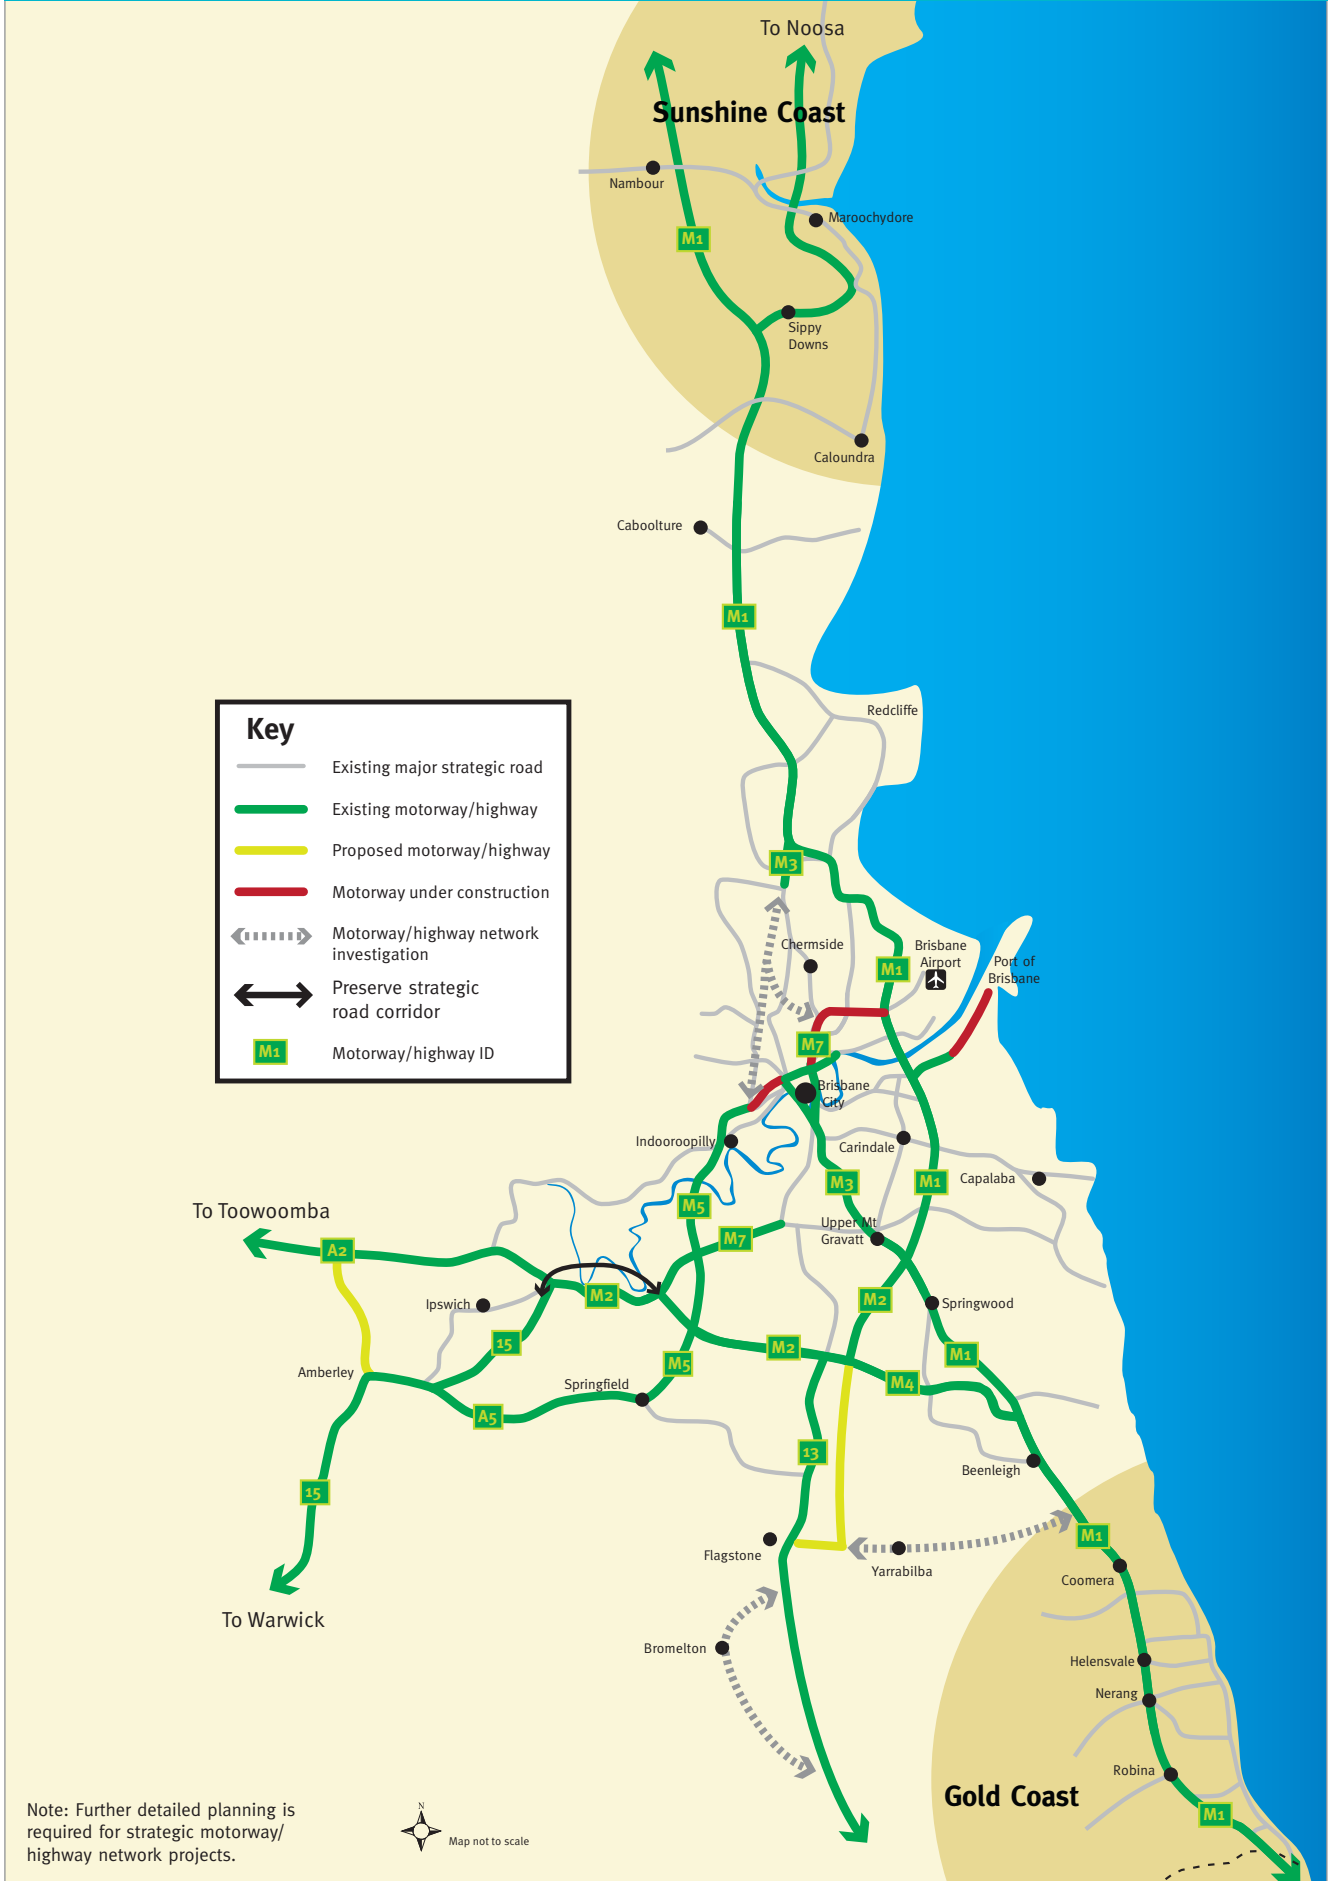 To Noosa
Sunshine Coast
Nambour
Maroochydore
M1
Sippy
Downs
Caloundra
Caboolture
M1
Redcliffe
Key
Existing major strategic road
Existing motorway/highway
Proposed motorway/highway
Motorway under construction
Motorway/highway network
investigation
Preserve strategic
road corridor
M1
Motorway/highway ID
M3
Chermside
Brisbane
Airport
M1
Port of
Brisbane
M7
Brisbane
City
Indooroopilly
Carindale
Capalaba
M3
M1
M5
To Toowoomba
A2
M7
Upper Mt
Gravatt
M2
M2
Ipswich
Springwood
15
M2
M1
M5
Amberley
Springfield
M4
A5
13
Beenleigh
15
M1
Flagstone
Yarrabilba
Coomera
To Warwick
Bromelton
Helensvale
Nerang
Robina
Gold Coast
M1
Note: Further detailed planning is
required for strategic motorway/
highway network projects.
N
Map not to scale